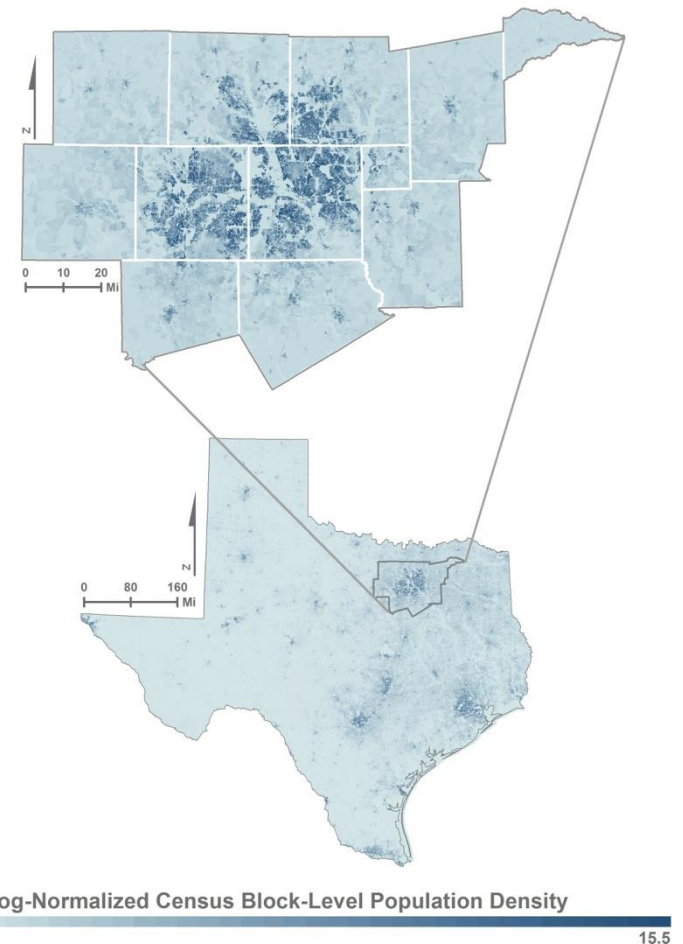 N
0 10 20
Mi
N
0 80 160
Mi
og-Normalized Census Block-Level Population Density
15.5